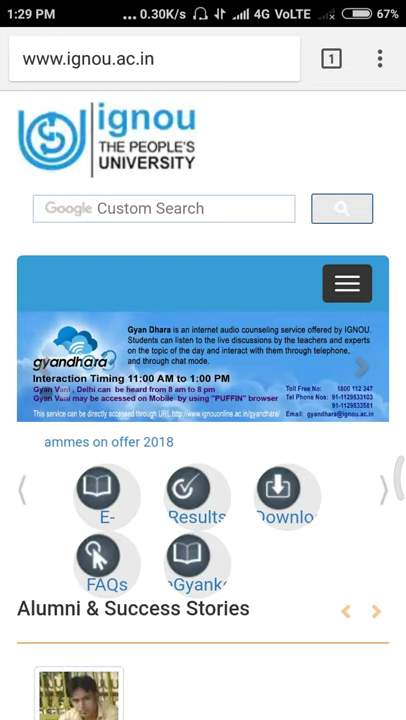 1:29 PM ... 0.30K/s 4G VoLTE 67%
www.ignou.ac.in 1
ignou
THE PEOPLE'S
UNIVERSITY
Google Custom Search
Gyan Dhara is an internet audio counseling service offered by IGNOU.
Students can listen to the live discussions by the teachers and experts
on the topic of the day and interact with them through telephone,
and through chat mode.
gyandhara
Interaction Timing 11:00 AM to 1:00 PM
Gyan Vani, Delhi can be heard from 8 am to 8 pm
Gyan Vani may be accessed on Mobile by using "PUFFIN" browser
This service can be directly accessed through URL http://www.ignouonline.ac.in/gyandhara/
Toll Free No: 1800 112 347
Tel Phone Nos: 91-1129533103
91-1129533581
Email: gyandhara@ignou.ac.in
ammes on offer 2018
E-
Results
Downlo
FAQs
eGyank
Alumni & Success Stories